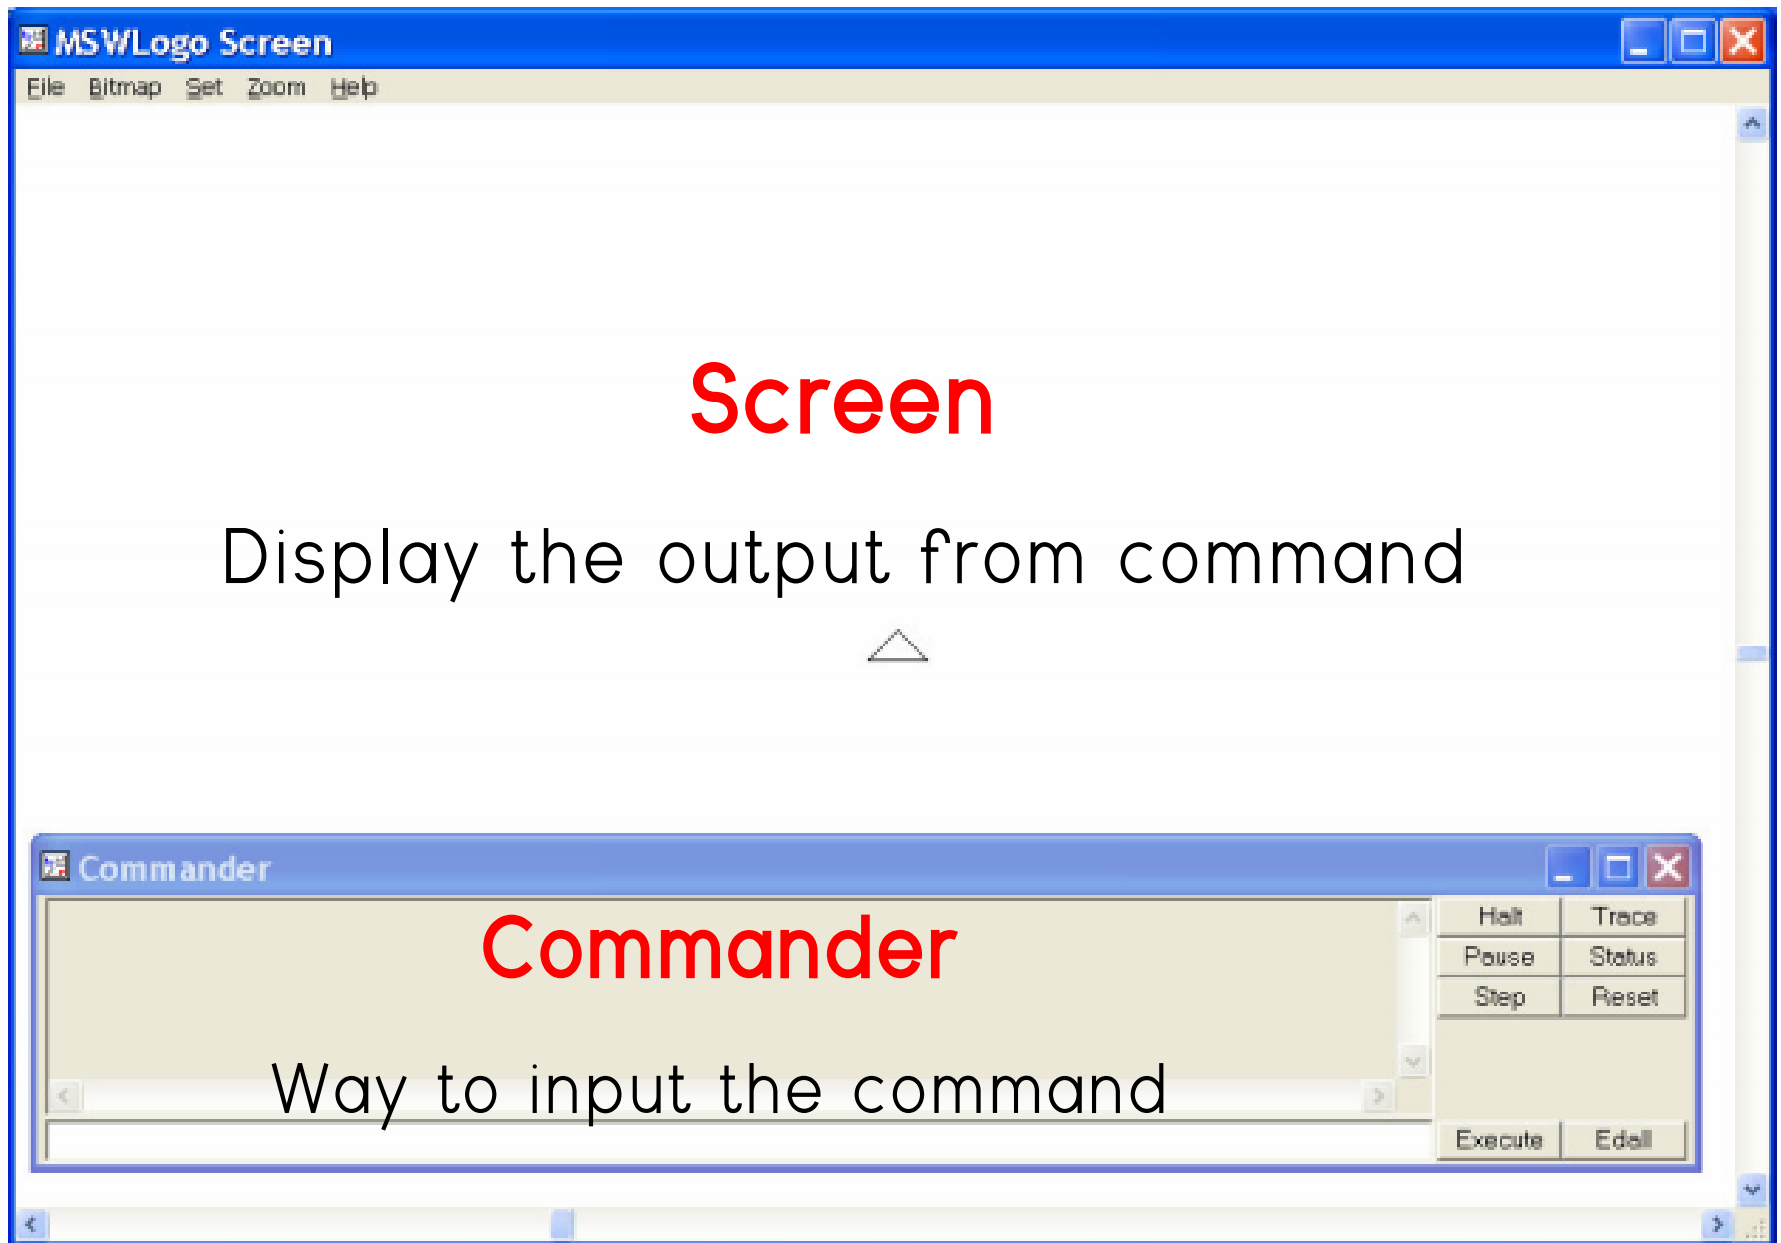 MSWLogo Screen
File Bitmap Set Zoom Help
Screen
Display the output from command
Commander
Commander
Way to input the command
Halt Trace
Pause Status
Step Reset
Execute Edall